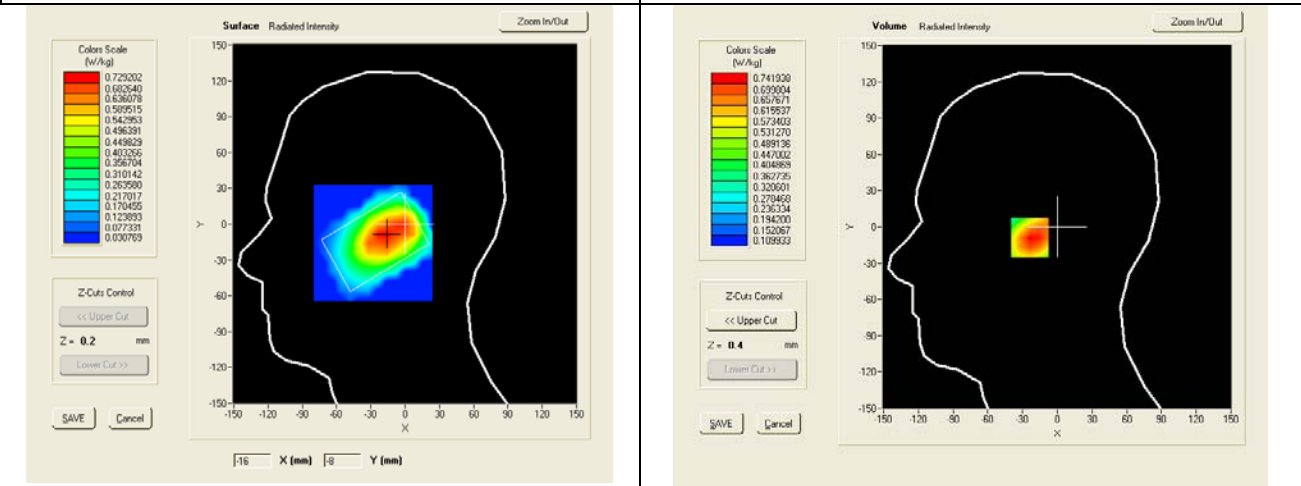 Surface Radiated Intensity
Zoom In/Out
Colors Scale
(W/kg)
0.729202
0.682640
0.636078
0.589515
0.542953
0.496391
0.449829
0.403266
0.356704
0.310142
0.263580
0.217017
0.170455
0.123893
0.077331
0.030769
150
120
90
60
30
0
-30
-60
-90
-120
-150
Y
-150 -120 -90 -60 -30 0 30 60 90 120 150
X
Z-Cuts Control
<< Upper Cut
Z = 0.2 mm
Lower Cut >>
SAVE Cancel
-16 X (mm) -8 Y (mm)
Volume Radiated Intensity
Zoom In/Out
Colors Scale
(W/kg)
0.741938
0.699804
0.657671
0.615537
0.573403
0.531270
0.489136
0.447002
0.404869
0.362735
0.320601
0.278468
0.236334
0.194200
0.152067
0.109933
150
120
90
60
30
0
-30
-60
-90
-120
-150
Y
-150 -120 -90 -60 -30 0 30 60 90 120 150
X
Z-Cuts Control
<< Upper Cut
Z = 0.4 mm
Lower Cut >>
SAVE Cancel